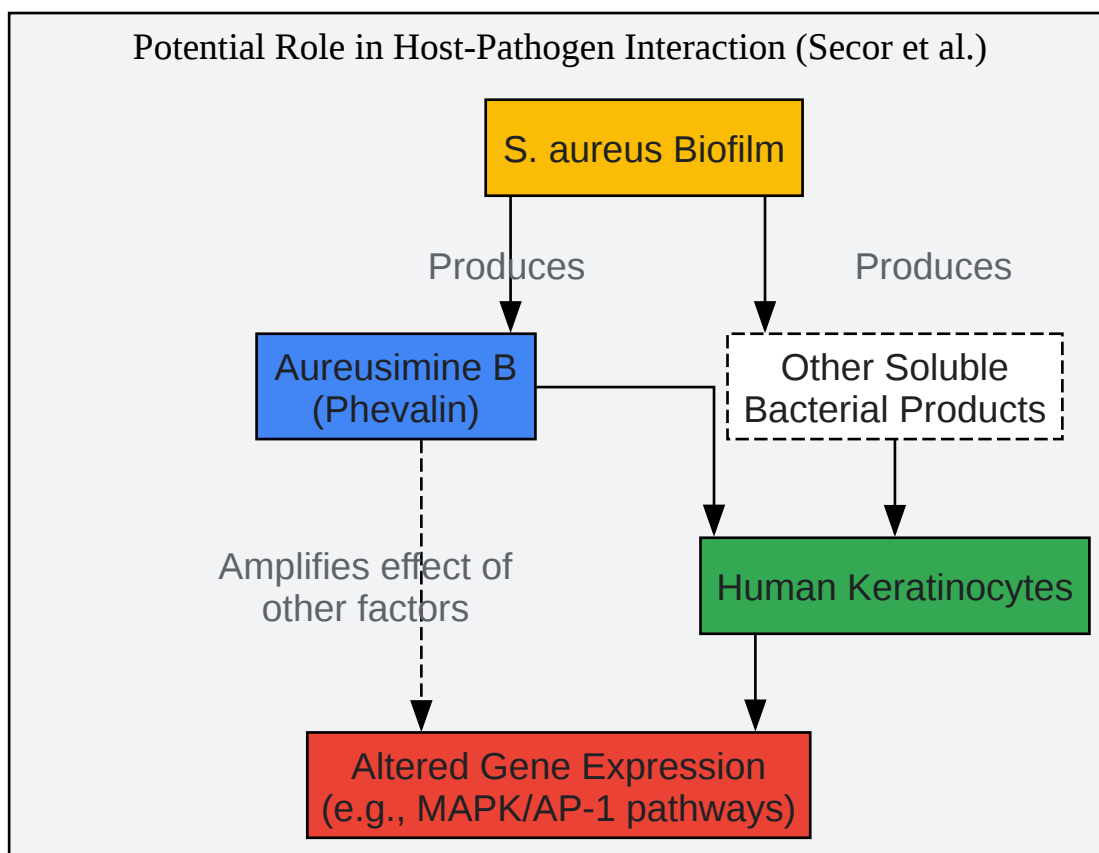 Potential Role in Host-Pathogen Interaction (Secor et al.)
S. aureus Biofilm
Produces
Produces
Aureusimine B
(Phevalin)
Other Soluble
Bacterial Products
Amplifies effect of
other factors
Human Keratinocytes
Altered Gene Expression
(e.g., MAPK/AP-1 pathways)